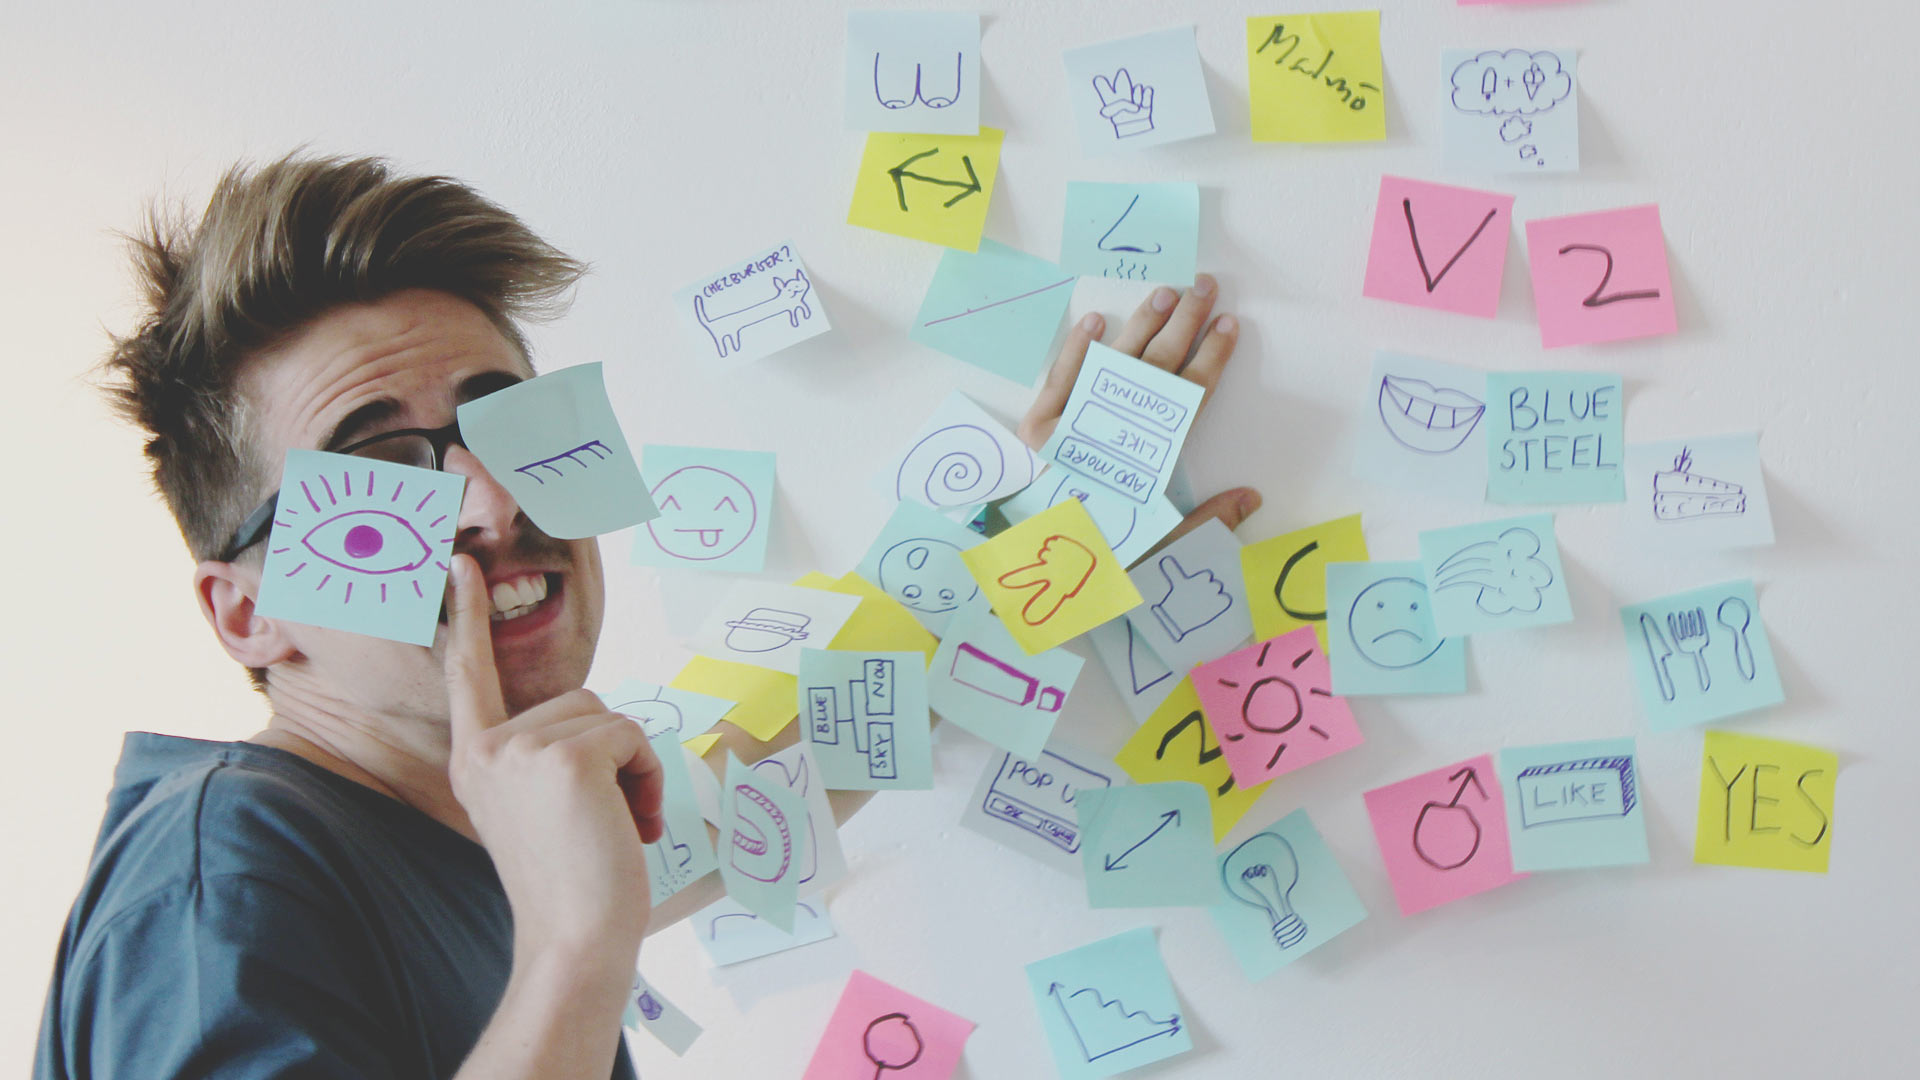 Malmö
CHEZBURGER?
V
2
CONTINUE
LIKE
ADD MORE
BLUE
STEEL
BLUE
NOW
SKY
POP U
LIKE
YES